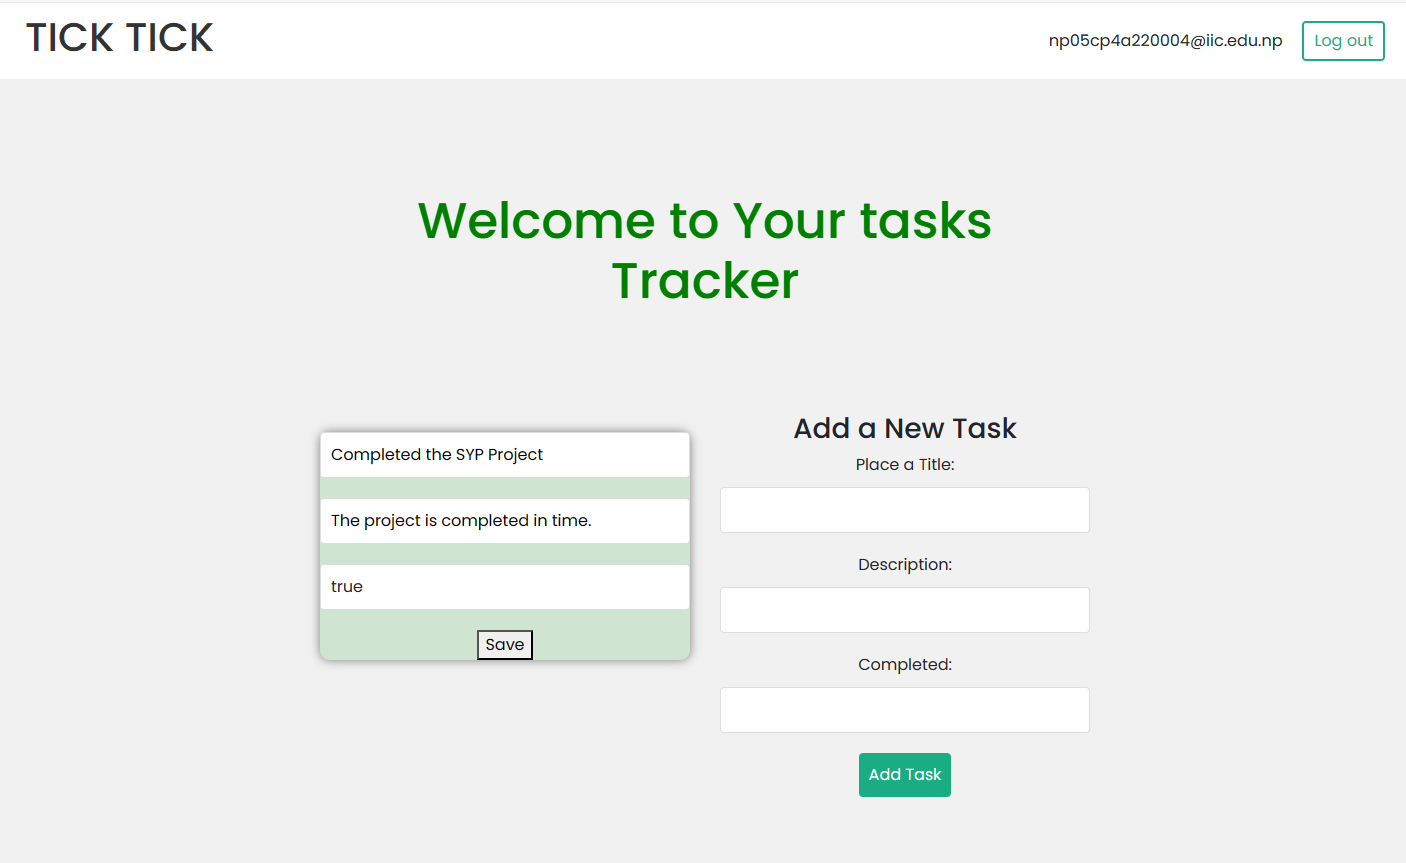 TICK TICK
np05cp4a220004@iic.edu.np
Log out
Welcome to Your tasks
Tracker
Completed the SYP Project
The project is completed in time.
true
Save
Add a New Task
Place a Title:
Description:
Completed:
Add Task